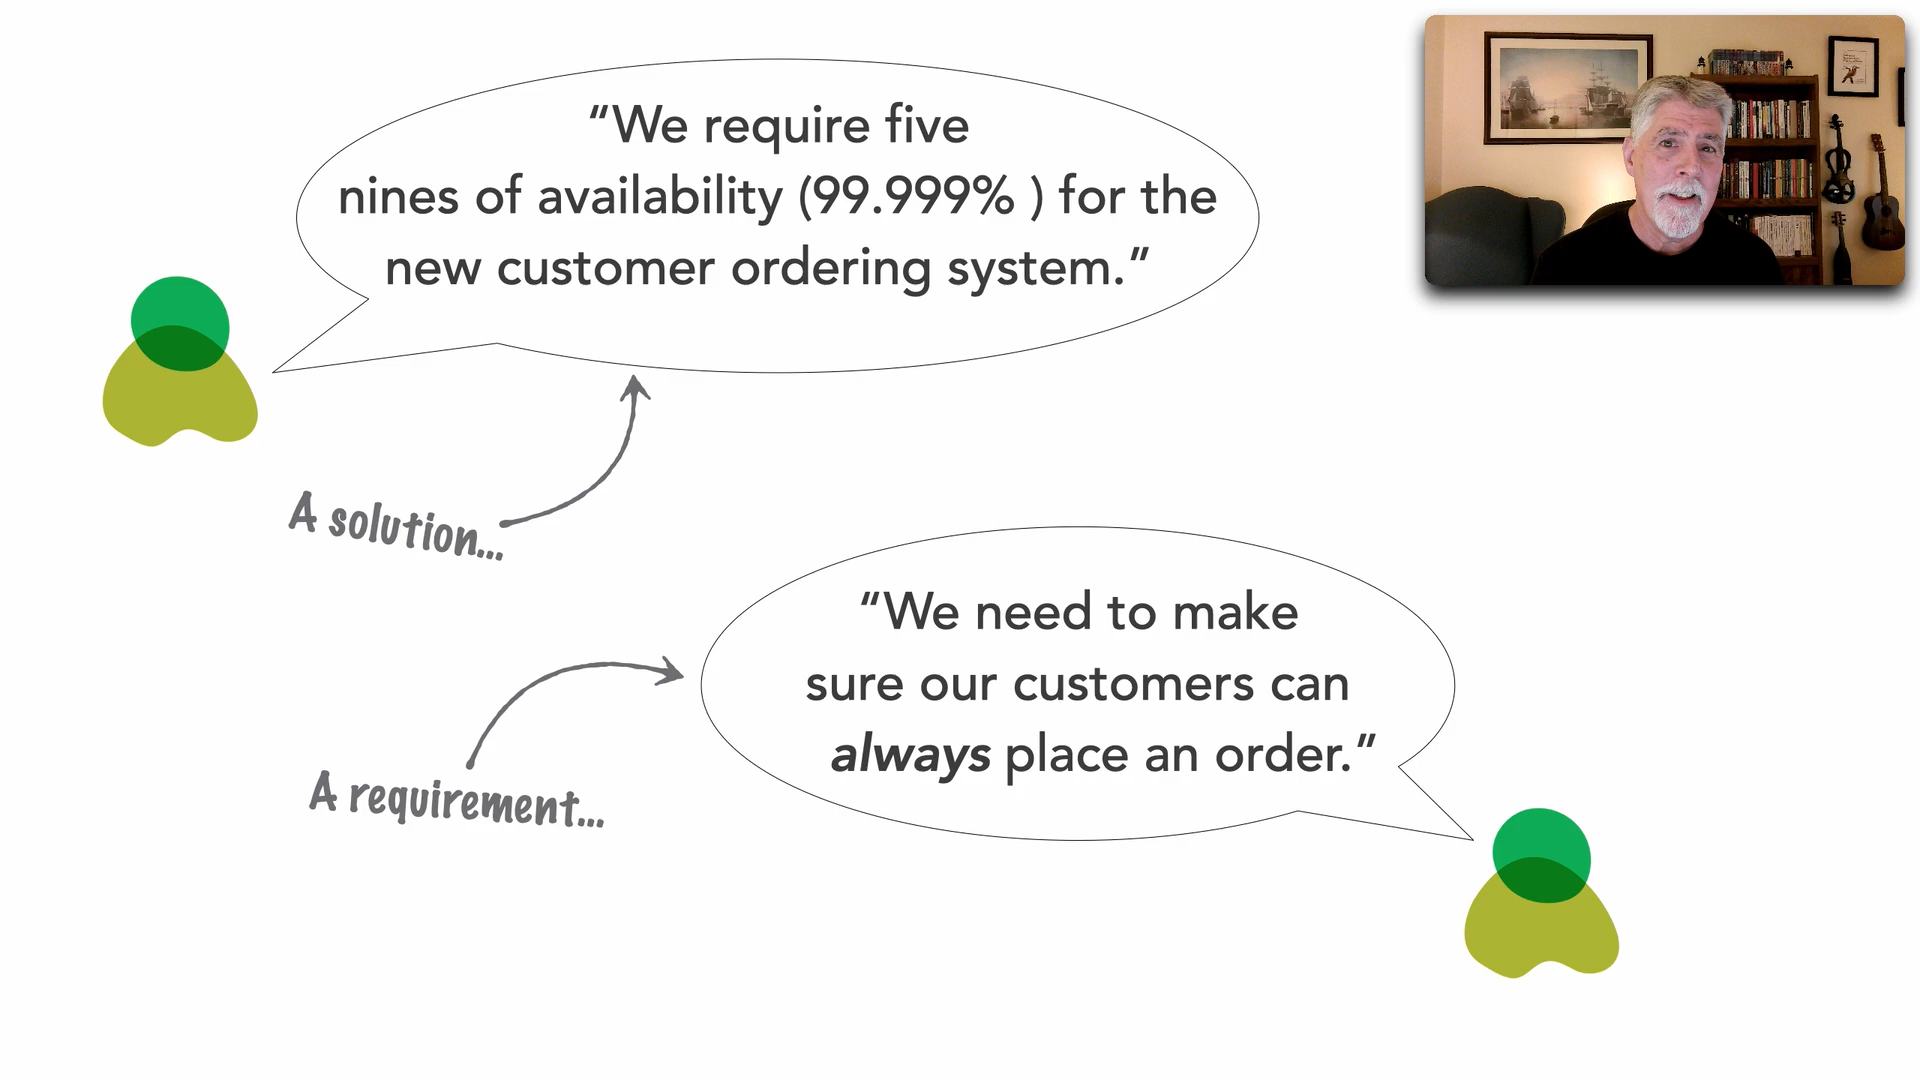 “We require five
nines of availability (99.999% ) for the
new customer ordering system.”
A solution...
“We need to make
sure our customers can
always place an order.”
A requirement...